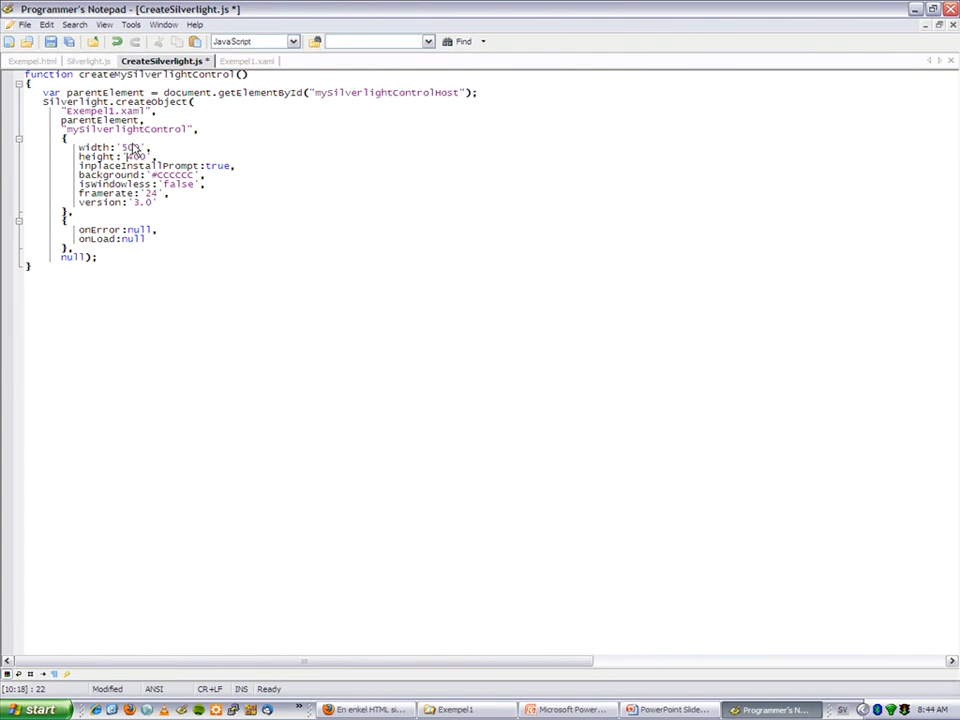 Programmer's Notepad - [CreateSilverlight.js *]
File Edit Search View Tools Window Help
JavaScript Find
Exempel.html Silverlight.js CreateSilverlight.js * Exempel1.xaml
function createMySilverlightControl()
{
var parentElement = document.getElementById("mySilverlightControlHost");
Silverlight.createObject(
"Exempel1.xaml",
parentElement,
"mySilverlightControl",
{
width:'500',
height:'400',
inplaceInstallPrompt:true,
background:'#CCCCCC',
isWindowless:'false',
framerate:'24',
version:'3.0'
},
{
onError:null,
onLoad:null
},
null);
}
[10:18] : 22 Modified ANSI CR+LF INS Ready
start En enkel HTML si... Exempel1 Microsoft Power... PowerPoint Slide... Programmer's N... SV 8:44 AM